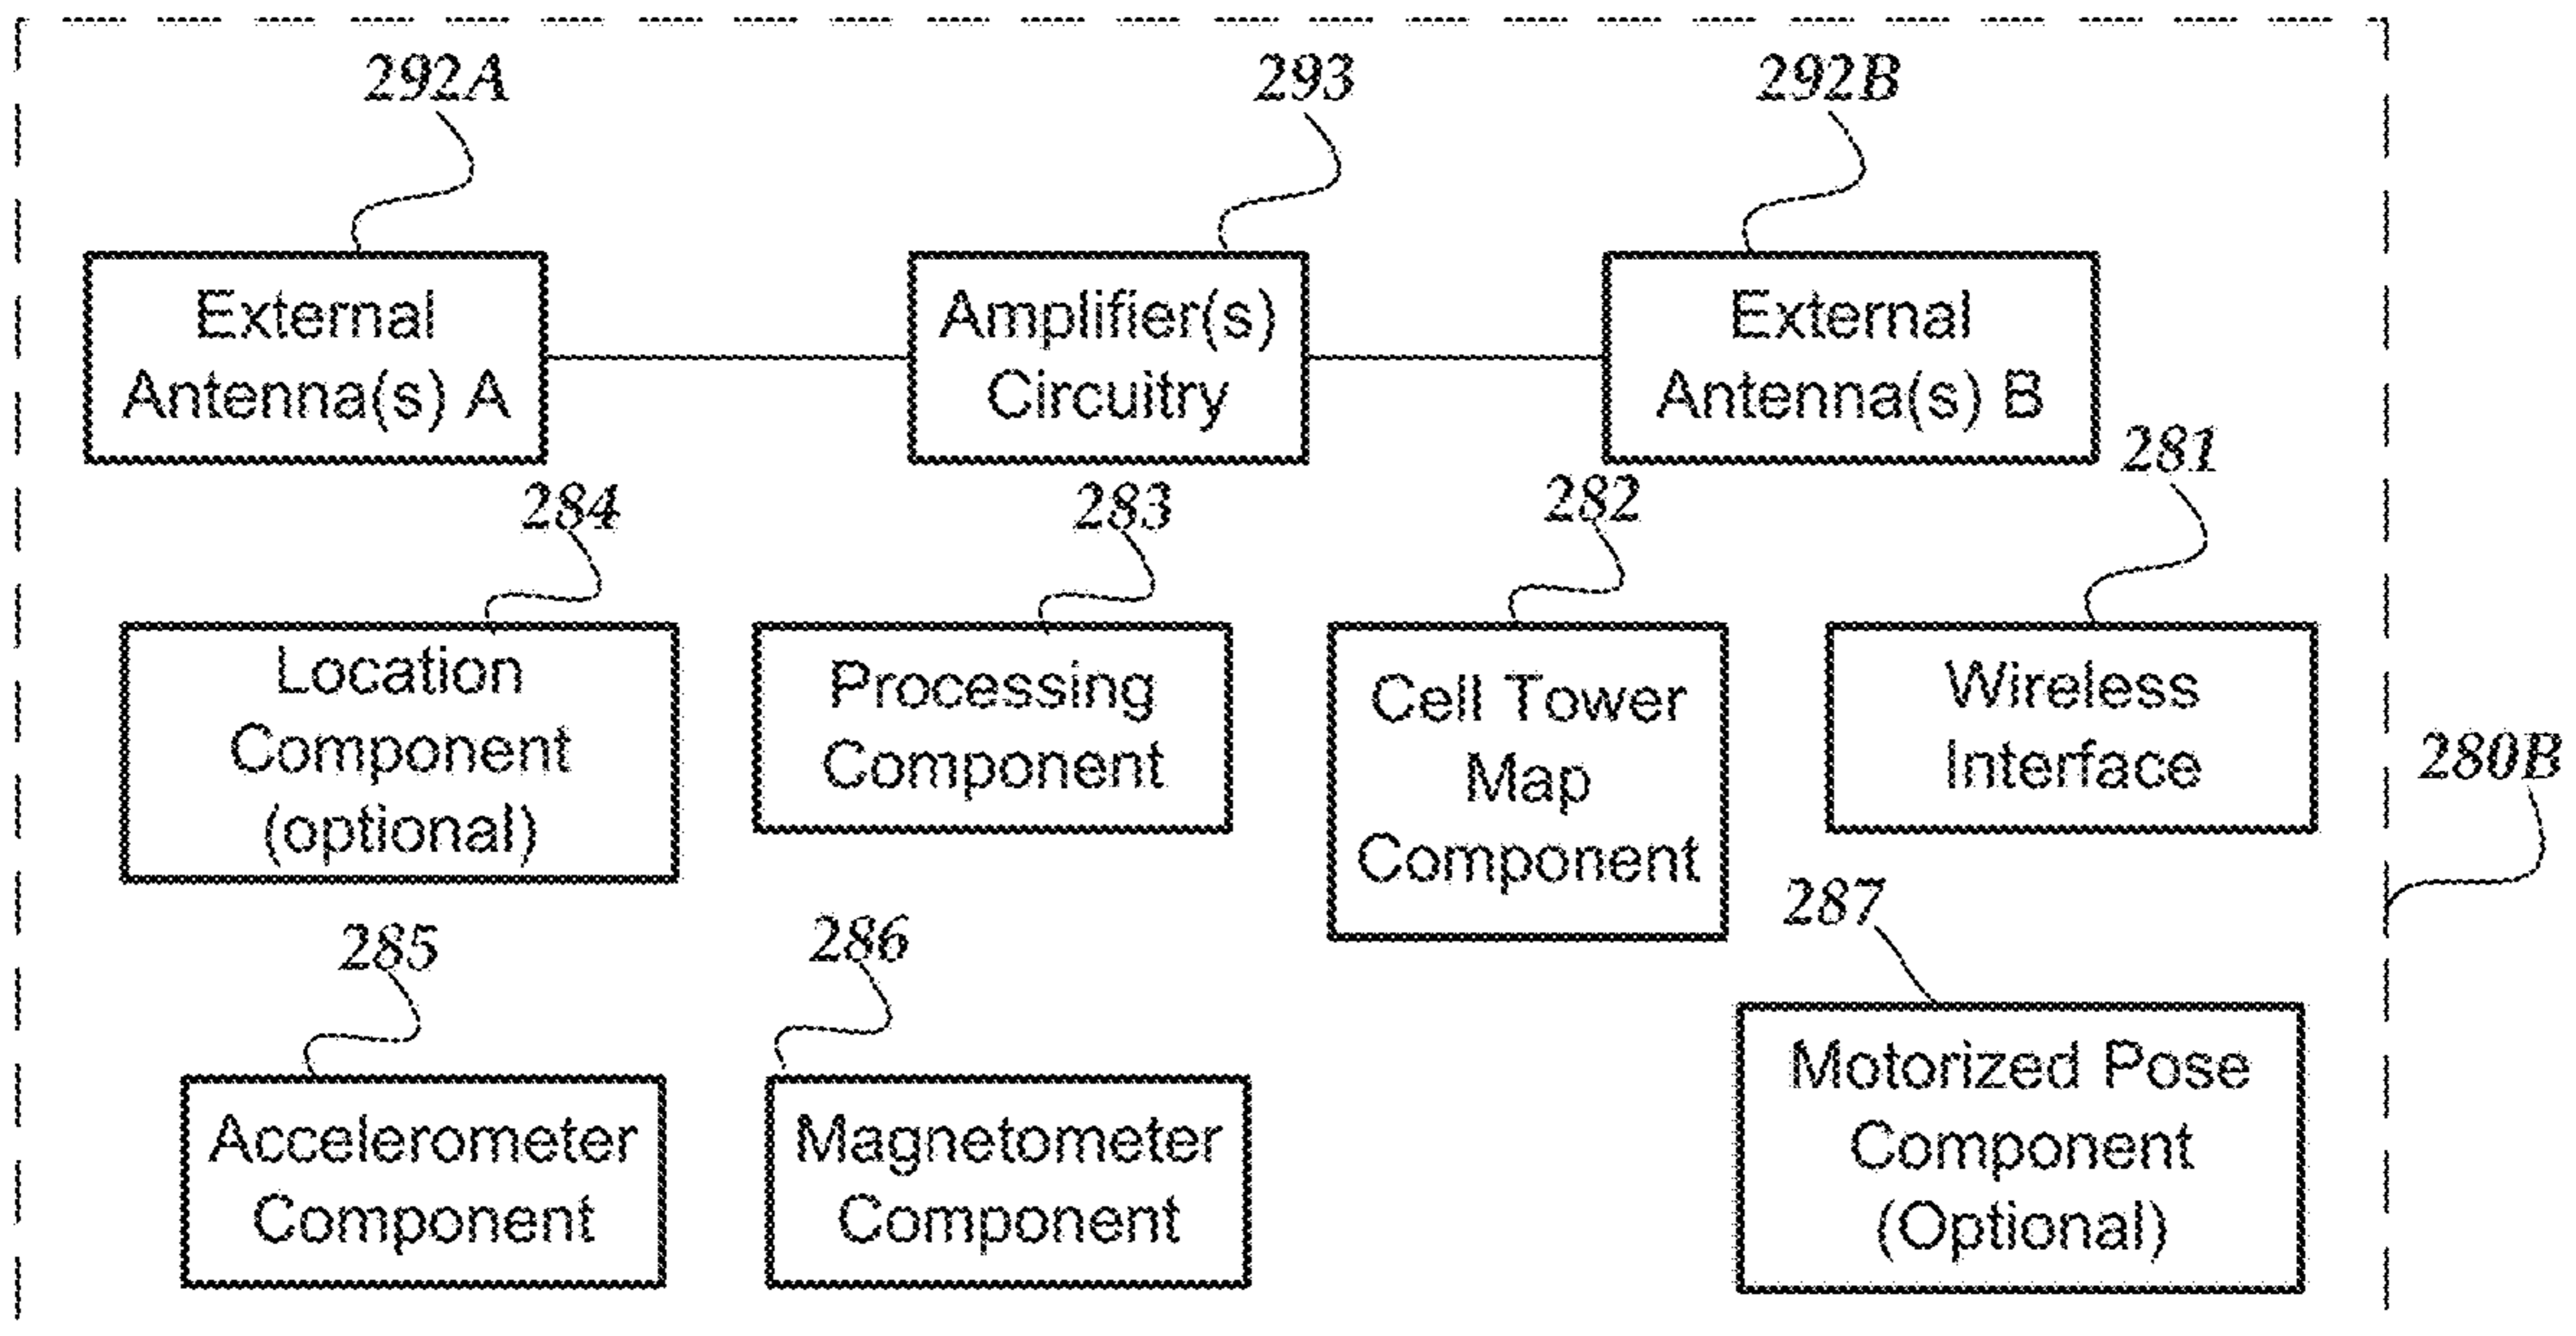 292A
293
292B
External
Antenna(s) A
Amplifier(s)
Circuitry
External
Antenna(s) B
281
284
283
282
Location
Component
(optional)
Processing
Component
Cell Tower
Map
Component
Wireless
Interface
280B
287
285
286
Accelerometer
Component
Magnetometer
Component
Motorized Pose
Component
(Optional)